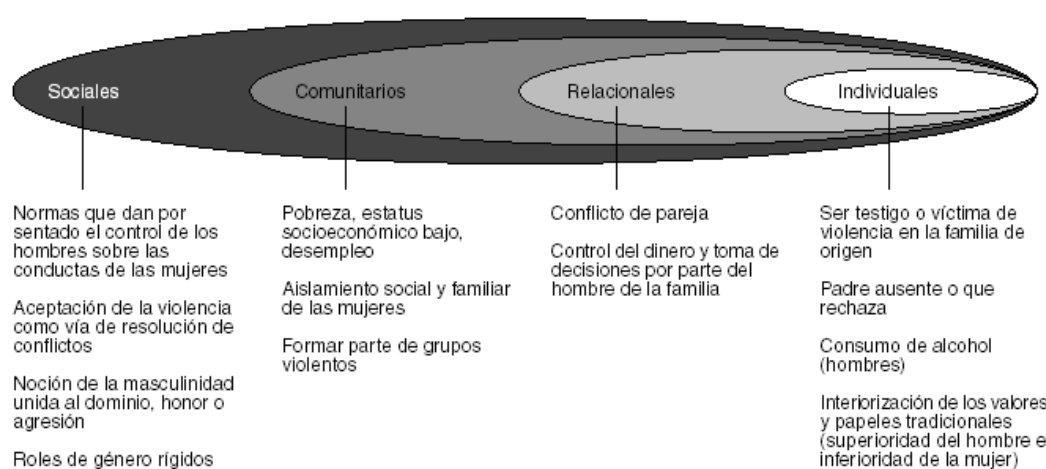 Sociales
Comunitarios
Relacionales
Individuales
Normas que dan por
sentado el control de los
hombres sobre las
conductas de las mujeres
Aceptación de la violencia
como vía de resolución de
conflictos
Noción de la masculinidad
unida al dominio, honor o
agresión
Roles de género rígidos
Pobreza, estatus
socioeconómico bajo,
desempleo
Aislamiento social y familiar
de las mujeres
Formar parte de grupos
violentos
Conflicto de pareja
Control del dinero y toma de
decisiones por parte del
hombre de la familia
Ser testigo o víctima de
violencia en la familia de
origen
Padre ausente o que
rechaza
Consumo de alcohol
(hombres)
Interiorización de los valores
y papeles tradicionales
(superioridad del hombre e
inferioridad de la mujer)